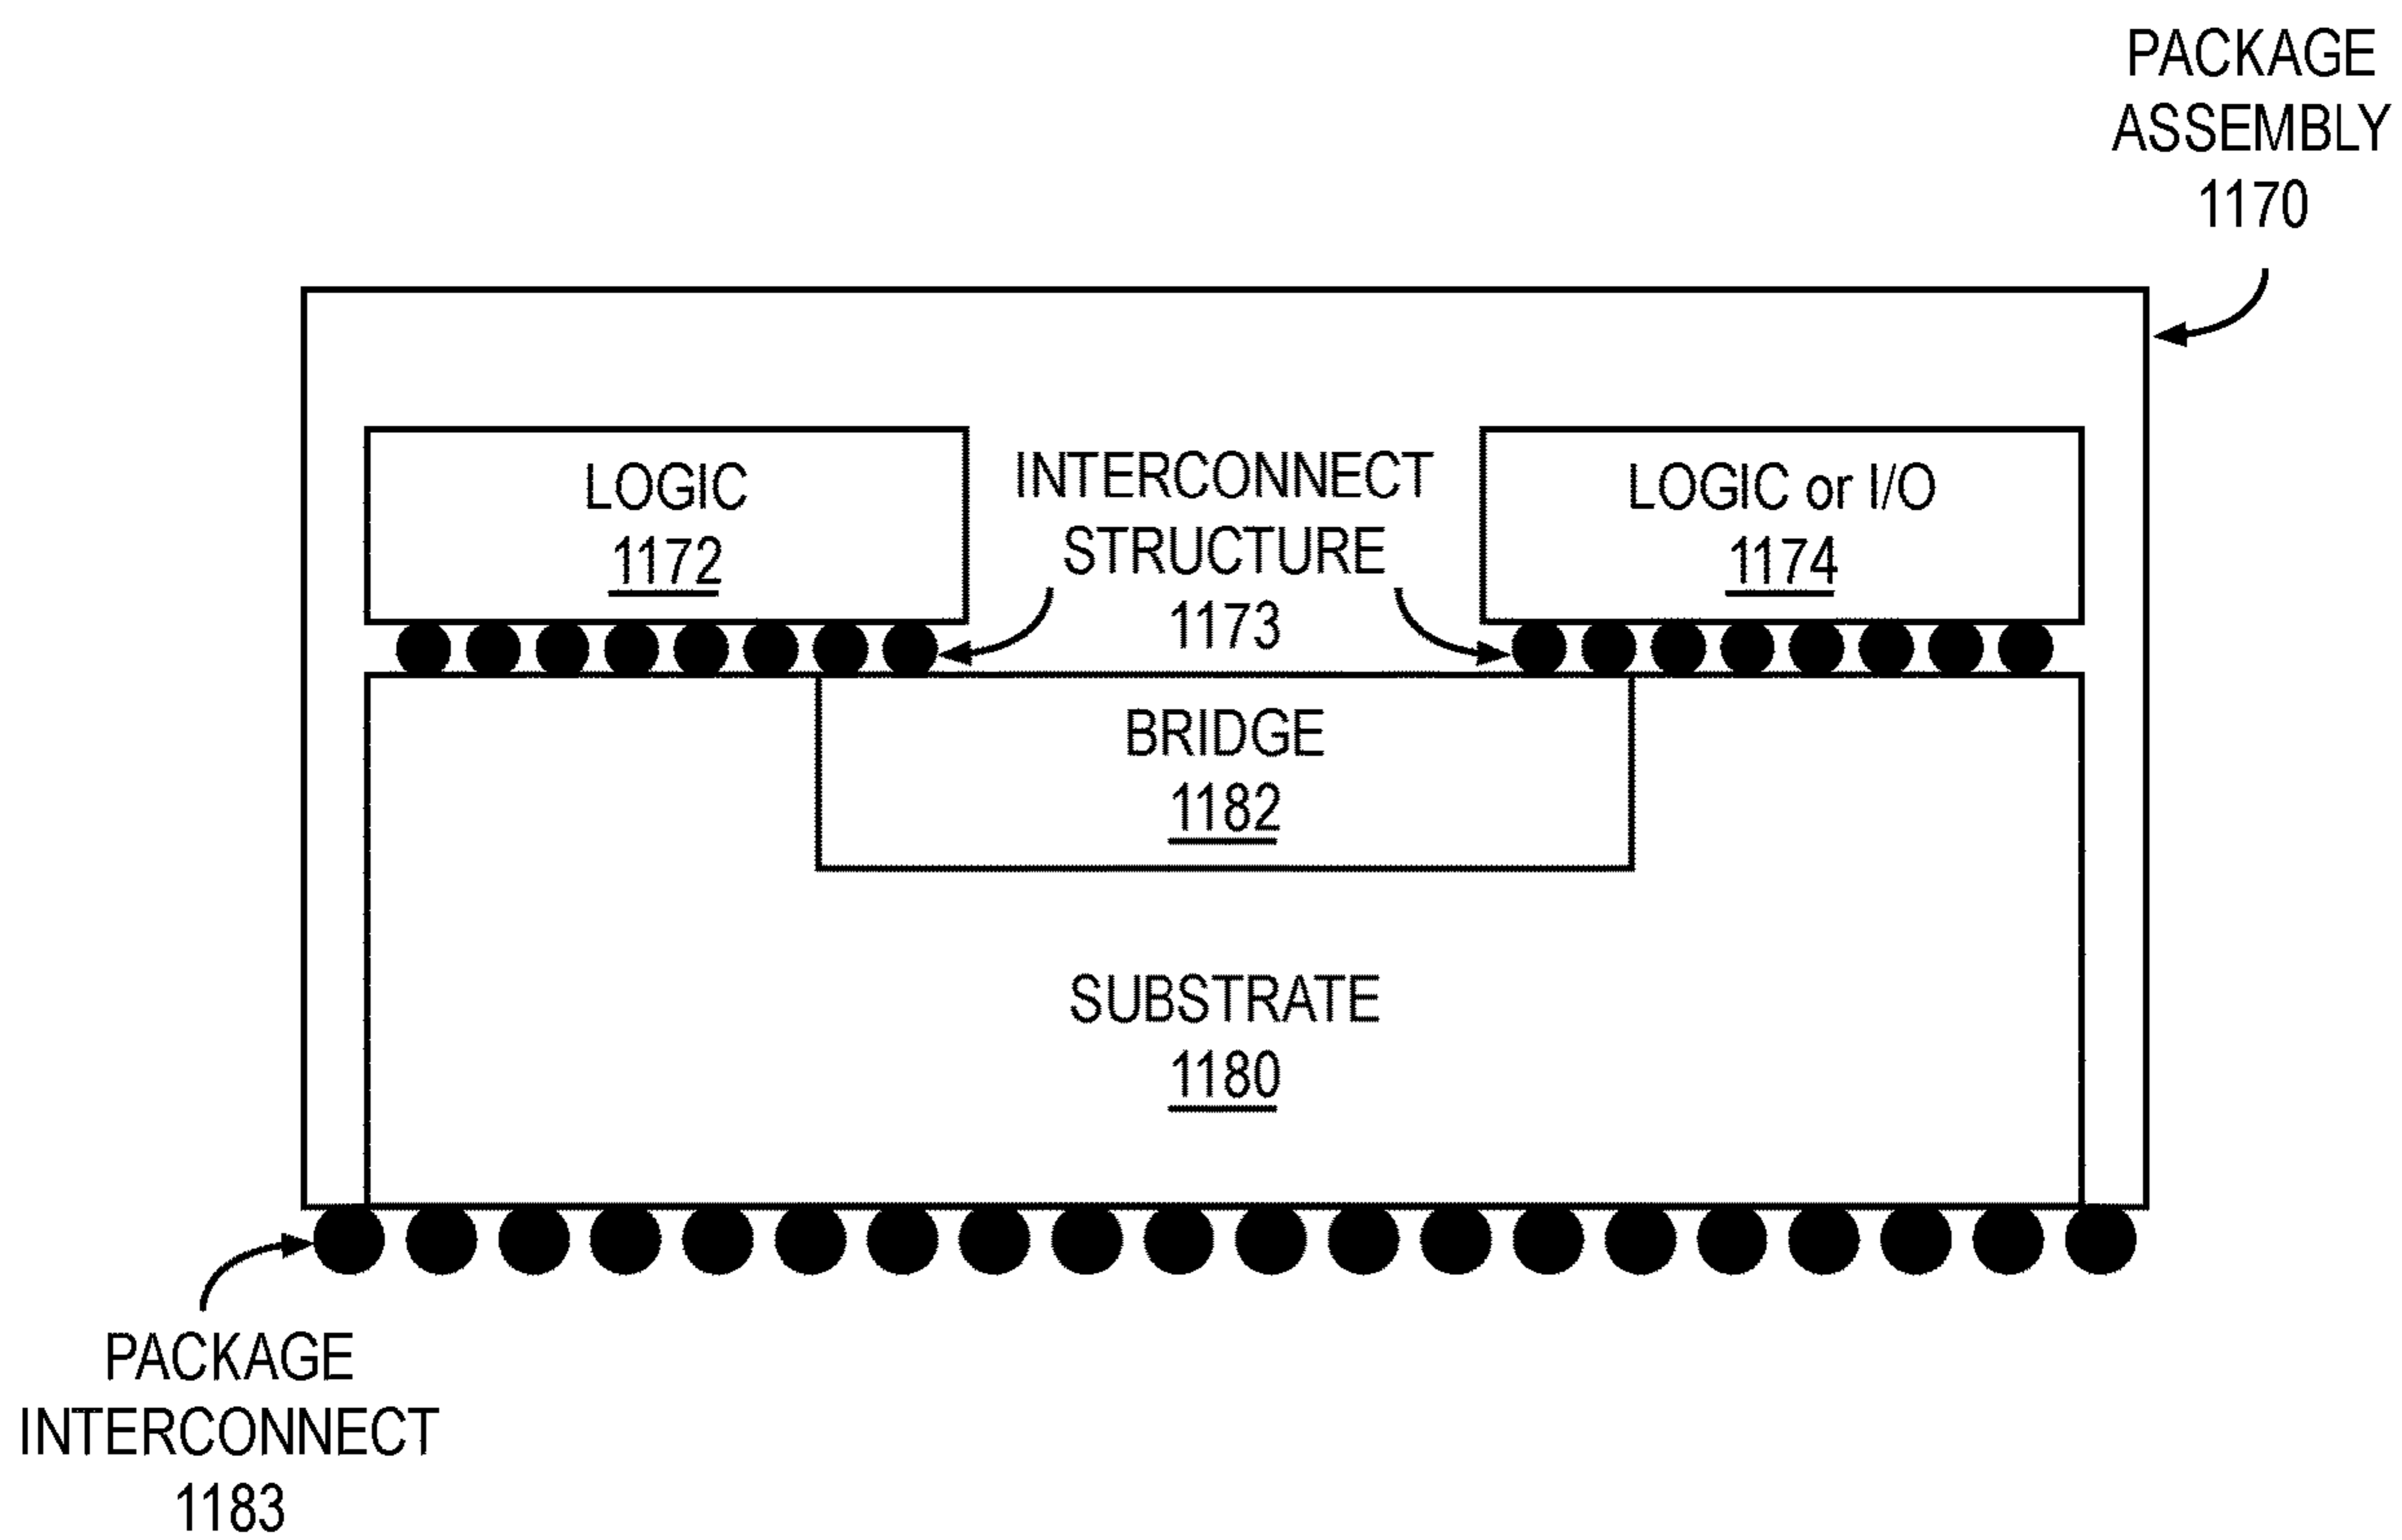 PACKAGE
ASSEMBLY
1170
LOGIC
1172
INTERCONNECT
STRUCTURE
1173
LOGIC or I/O
1174
BRIDGE
1182
SUBSTRATE
1180
PACKAGE
INTERCONNECT
1183